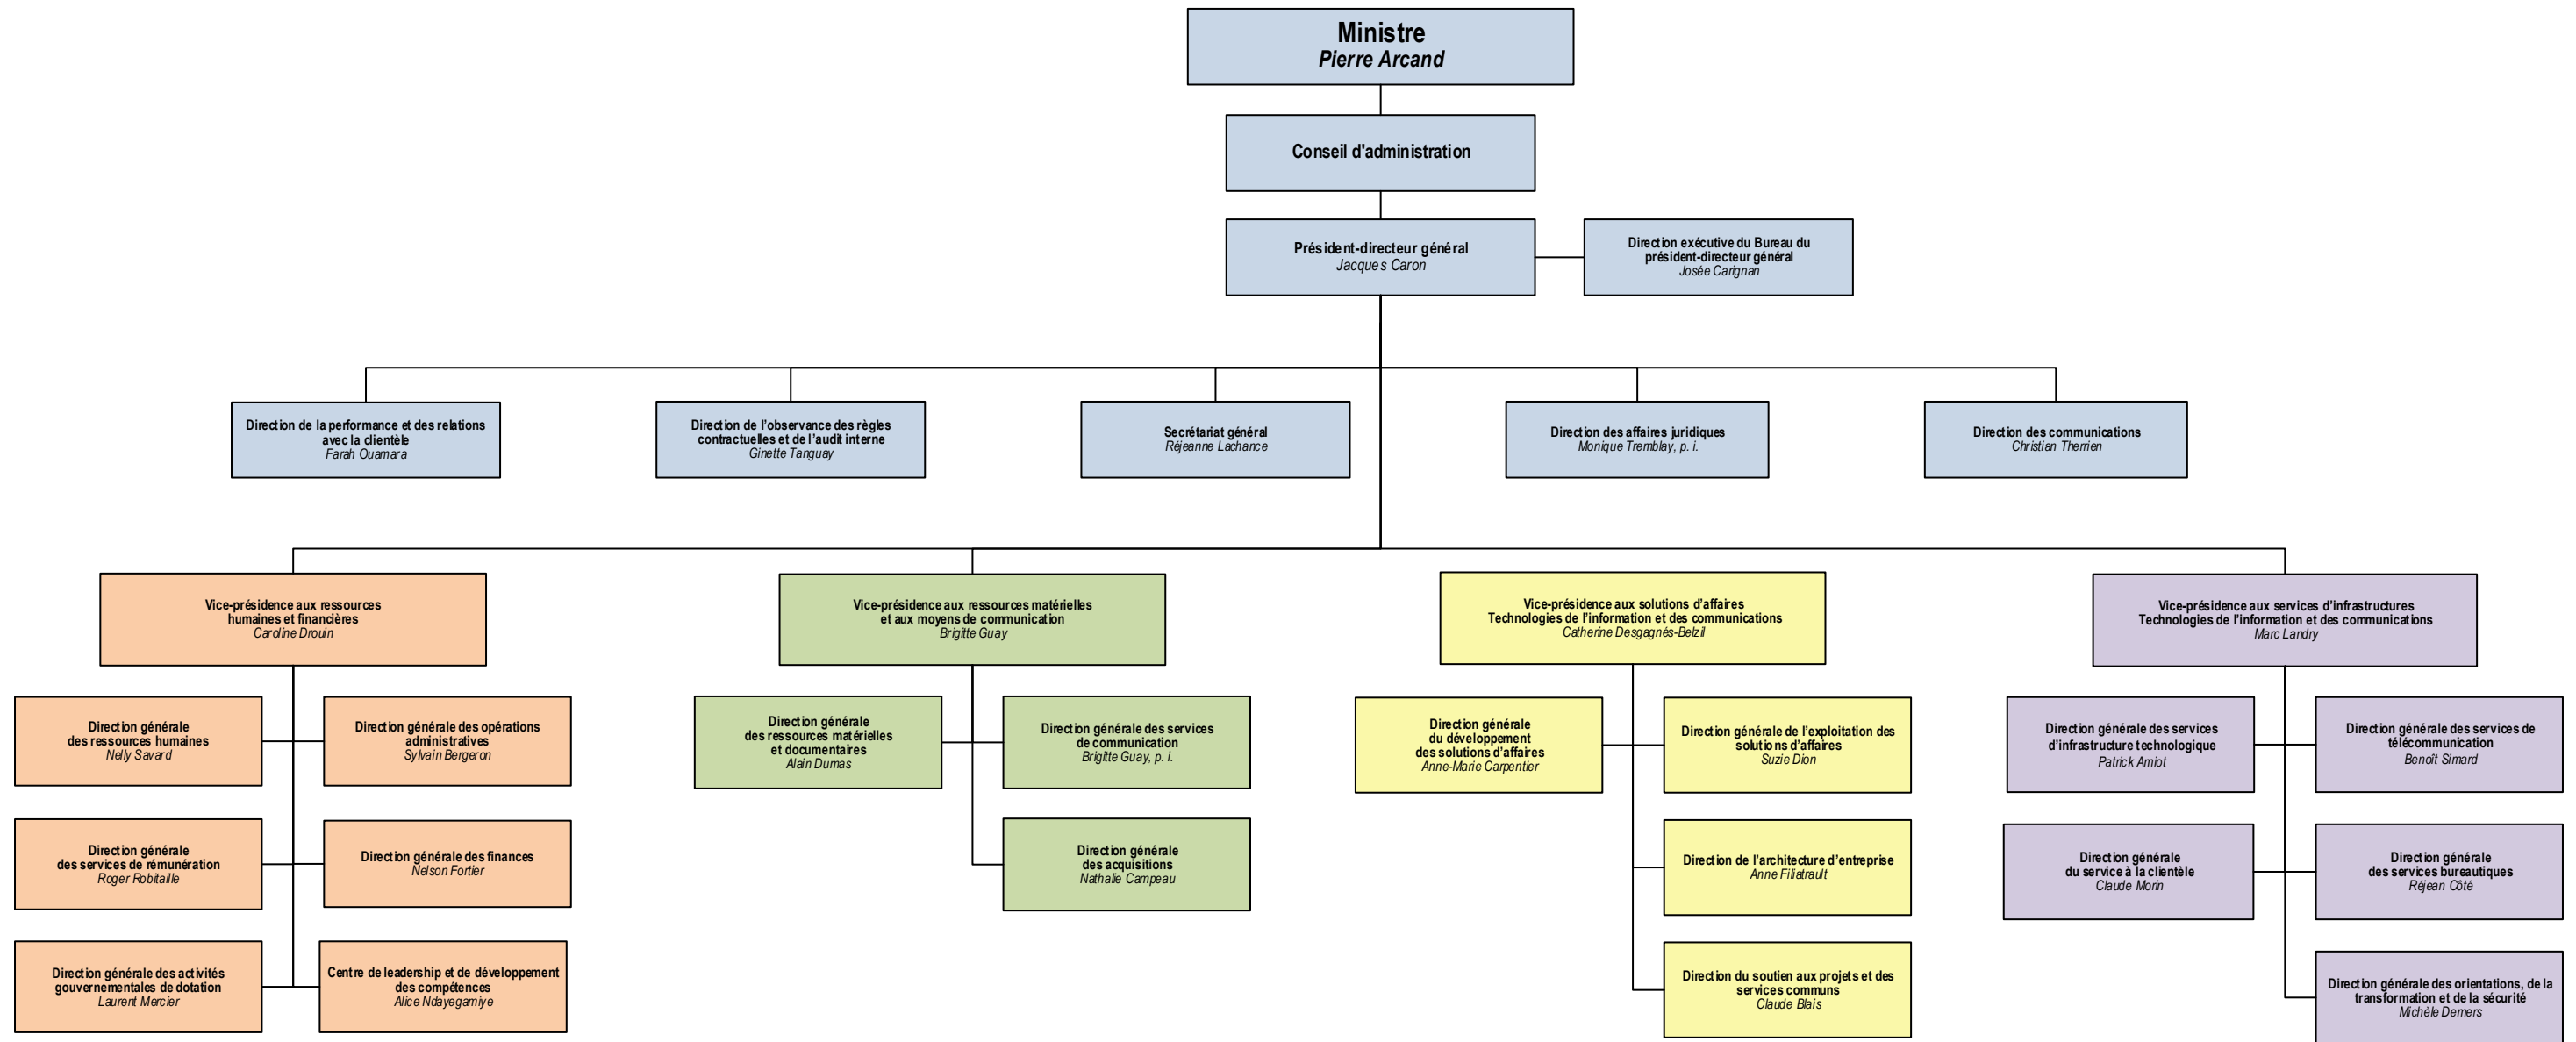 Ministre
Pierre Arcand
Conseil d'administration
Président-directeur général
Jacques Caron
Direction exécutive du Bureau du
président-directeur général
Josée Carignan
Direction de la performance et des relations
avec la clientèle
Farah Ouamara
Direction de l’observance des règles
contractuelles et de l’audit interne
Ginette Tanguay
Secrétariat général
Réjeanne Lachance
Direction des affaires juridiques
Monique Tremblay, p. i.
Direction des communications
Christian Therrien
Vice-présidence aux ressources
humaines et financières
Caroline Drouin
Vice-présidence aux ressources matérielles
et aux moyens de communication
Brigitte Guay
Vice-présidence aux solutions d’affaires
Technologies de l’information et des communications
Catherine Desgagnés-Belzil
Vice-présidence aux services d’infrastructures
Technologies de l’information et des communications
Marc Landry
Direction générale
des ressources humaines
Nelly Savard
Direction générale des opérations
administratives
Sylvain Bergeron
Direction générale
des ressources matérielles
et documentaires
Alain Dumas
Direction générale des services
de communication
Brigitte Guay, p. i.
Direction générale
du développement
des solutions d’affaires
Anne-Marie Carpentier
Direction générale de l’exploitation des
solutions d’affaires
Suzie Dion
Direction générale des services
d’infrastructure technologique
Patrick Amiot
Direction générale des services de
télécommunication
Benoît Simard
Direction générale
des services de rémunération
Roger Robitaille
Direction générale des finances
Nelson Fortier
Direction générale
des acquisitions
Nathalie Campeau
Direction de l’architecture d’entreprise
Anne Filiatrault
Direction générale
du service à la clientèle
Claude Morin
Direction générale
des services bureautiques
Réjean Côté
Direction générale des activités
gouvernementales de dotation
Laurent Mercier
Centre de leadership et de développement
des compétences
Alice Ndayegamiye
Direction du soutien aux projets et des
services communs
Claude Blais
Direction générale des orientations, de la
transformation et de la sécurité
Michèle Demers